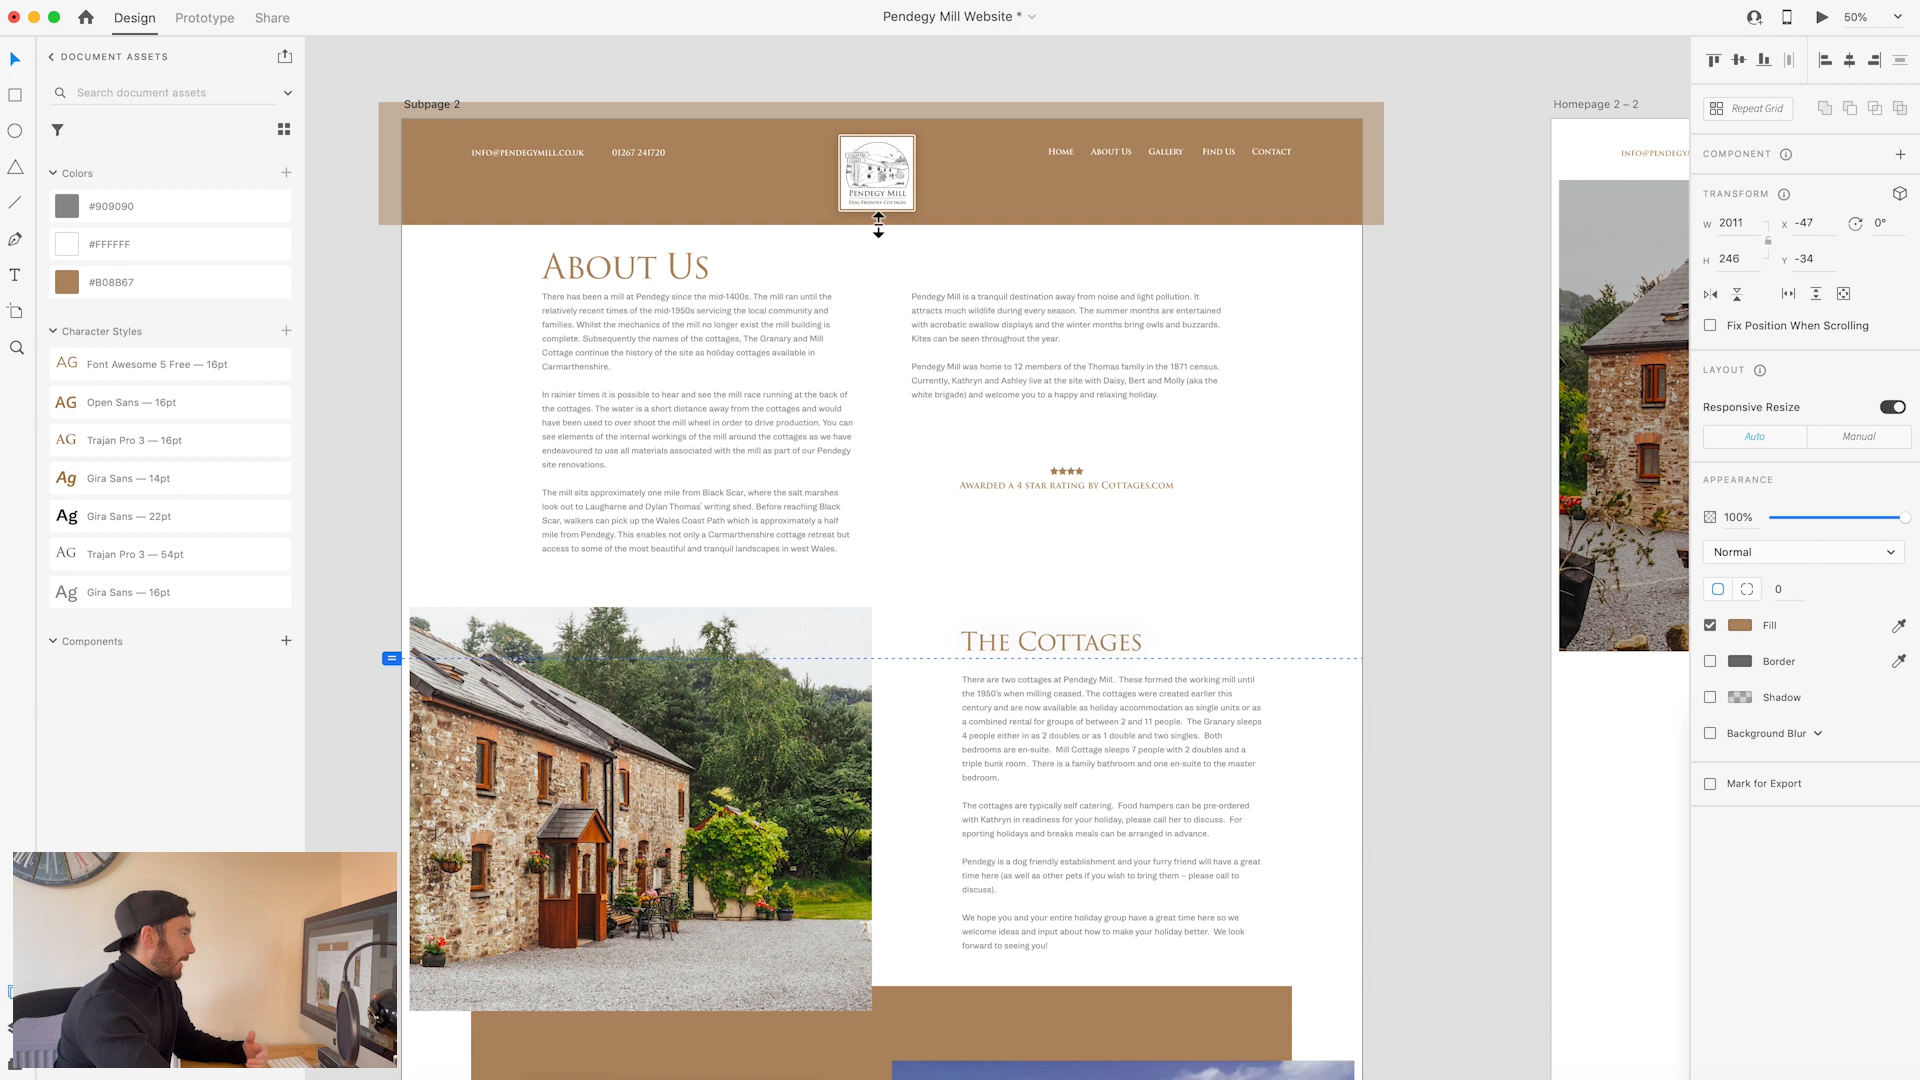 Design
Prototype
Share
Pendegy Mill Website *
50%
DOCUMENT ASSETS
Search document assets
Colors
#909090
#FFFFFF
#B08B67
Character Styles
AG Font Awesome 5 Free — 16pt
AG Open Sans — 16pt
AG Trajan Pro 3 — 16pt
Ag Gira Sans — 14pt
Ag Gira Sans — 22pt
AG Trajan Pro 3 — 54pt
Ag Gira Sans — 16pt
Components
Subpage 2
info@pendegymill.co.uk
01267 241720
Pendegy Mill
Dog-Friendly Cottages
Home
About Us
Gallery
Find Us
Contact
About Us
There has been a mill at Pendegy since the mid-1400s. The mill ran until the
relatively recent times of the mid-1950s servicing the local community and
families. Whilst the mechanics of the mill no longer exist the mill building is
complete. Subsequently the names of the cottages, The Granary and Mill
Cottage continue the history of the site as holiday cottages available in
Carmarthenshire.
In rainier times it is possible to hear and see the mill race running at the back of
the cottages. The water is a short distance away from the cottages and would
have been used to over shoot the mill wheel in order to drive production. You can
see elements of the internal workings of the mill around the cottages as we have
endeavoured to use all materials associated with the mill as part of our Pendegy
site renovations.
The mill sits approximately one mile from Black Scar, where the salt marshes
look out to Laugharne and Dylan Thomas' writing shed. Before reaching Black
Scar, walkers can pick up the Wales Coast Path which is approximately a half
mile from Pendegy. This enables not only a Carmarthenshire cottage retreat but
access to some of the most beautiful and tranquil landscapes in west Wales.
Pendegy Mill is a tranquil destination away from noise and light pollution. It
attracts much wildlife during every season. The summer months are entertained
with acrobatic swallow displays and the winter months bring owls and buzzards.
Kites can be seen throughout the year.
Pendegy Mill was home to 12 members of the Thomas family in the 1871 census.
Currently, Kathryn and Ashley live at the site with Daisy, Bert and Molly (aka the
white brigade) and welcome you to a happy and relaxing holiday.
Awarded a 4 star rating by Cottages.com
The Cottages
There are two cottages at Pendegy Mill. These formed the working mill until
the 1950's when milling ceased. The cottages were created earlier this
century and are now available as holiday accommodation as single units or as
a combined rental for groups of between 2 and 11 people. The Granary sleeps
4 people either in as 2 doubles or as 1 double and two singles. Both
bedrooms are en-suite. Mill Cottage sleeps 7 people with 2 doubles and a
triple bunk room. There is a family bathroom and one en-suite to the master
bedroom.
The cottages are typically self catering. Food hampers can be pre-ordered
with Kathryn in readiness for your holiday, please call her to discuss. For
sporting holidays and breaks meals can be arranged in advance.
Pendegy is a dog friendly establishment and your furry friend will have a great
time here (as well as other pets if you wish to bring them – please call to
discuss).
We hope you and your entire holiday group have a great time here so we
welcome ideas and input about how to make your holiday better. We look
forward to seeing you!
Homepage 2 – 2
info@pendegym
Repeat Grid
COMPONENT
TRANSFORM
W 2011
X -47
0°
H 246
Y -34
Fix Position When Scrolling
LAYOUT
Responsive Resize
Auto
Manual
APPEARANCE
100%
Normal
0
Fill
Border
Shadow
Background Blur
Mark for Export